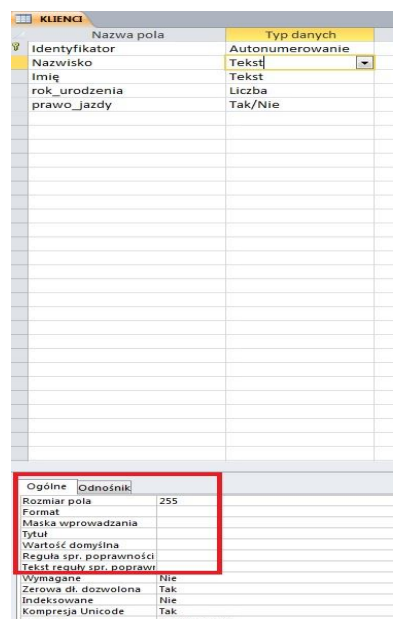 KLIENCI
Nazwa pola Typ danych
Identyfikator Autonumerowanie
Nazwisko Tekst
Imię Tekst
rok_urodzenia Liczba
prawo_jazdy Tak/Nie
Ogólne Odnośnik
Rozmiar pola 255
Format
Maska wprowadzania
Tytuł
Wartość domyślna
Reguła spr. poprawności
Tekst reguły spr. poprawn
Wymagane Nie
Zerowa dł. dozwolona Tak
Indeksowane Nie
Kompresja Unicode Tak